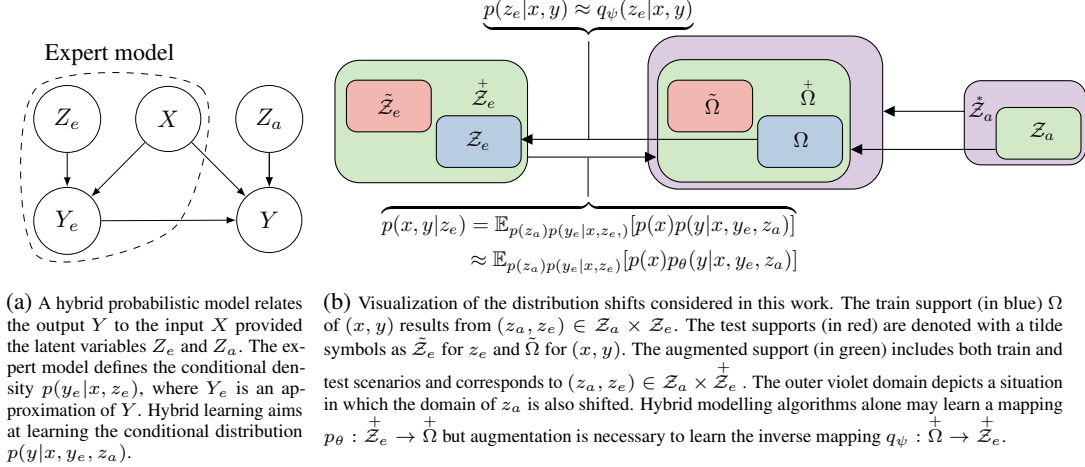 Expert model
Z_e
X
Z_a
Y_e
Y
p(z_e|x, y) ≈ q_ψ(z_e|x, y)
𝒵̃_e
𝒵⁺_e
𝒵_e
Ω̃
Ω⁺
Ω
𝒵*_a
𝒵_a
p(x, y|z_e) = 𝔼_{p(z_a)p(y_e|x,z_e,)}[p(x)p(y|x, y_e, z_a)]
≈ 𝔼_{p(z_a)p(y_e|x,z_e)}[p(x)p_θ(y|x, y_e, z_a)]
(a) A hybrid probabilistic model relates
the output Y to the input X provided
the latent variables Z_e and Z_a. The ex-
pert model defines the conditional den-
sity p(y_e|x, z_e), where Y_e is an ap-
proximation of Y. Hybrid learning aims
at learning the conditional distribution
p(y|x, y_e, z_a).
(b) Visualization of the distribution shifts considered in this work. The train support (in blue) Ω
of (x, y) results from (z_a, z_e) ∈ 𝒵_a × 𝒵_e. The test supports (in red) are denoted with a tilde
symbols as 𝒵̃_e for z_e and Ω̃ for (x, y). The augmented support (in green) includes both train and
test scenarios and corresponds to (z_a, z_e) ∈ 𝒵_a × 𝒵⁺_e . The outer violet domain depicts a situation
in which the domain of z_a is also shifted. Hybrid modelling algorithms alone may learn a mapping
p_θ : 𝒵⁺_e → Ω⁺ but augmentation is necessary to learn the inverse mapping q_ψ : Ω⁺ → 𝒵⁺_e.